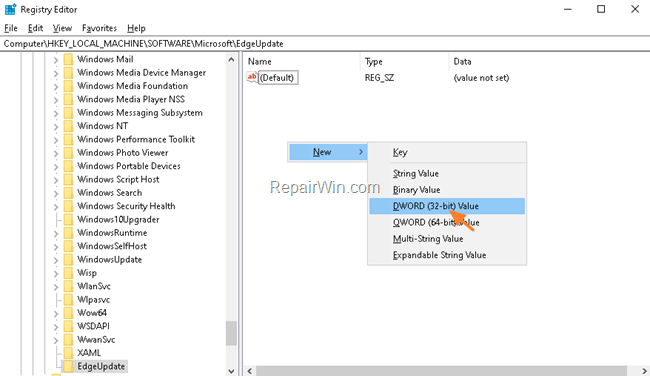 Registry Editor
File Edit View Favorites Help
Computer\HKEY_LOCAL_MACHINE\SOFTWARE\Microsoft\EdgeUpdate
Windows Mail
Windows Media Device Manager
Windows Media Foundation
Windows Media Player NSS
Windows Messaging Subsystem
Windows NT
Windows Performance Toolkit
Windows Photo Viewer
Windows Portable Devices
Windows Script Host
Windows Search
Windows Security Health
Windows10Upgrader
WindowsRuntime
WindowsSelfHost
WindowsUpdate
Wisp
WlanSvc
Wlpasvc
Wow64
WSDAPI
WwanSvc
XAML
EdgeUpdate
Name Type Data
ab (Default) REG_SZ (value not set)
New
Key
String Value
Binary Value
DWORD (32-bit) Value
QWORD (64-bit) Value
Multi-String Value
Expandable String Value
RepairWin.com